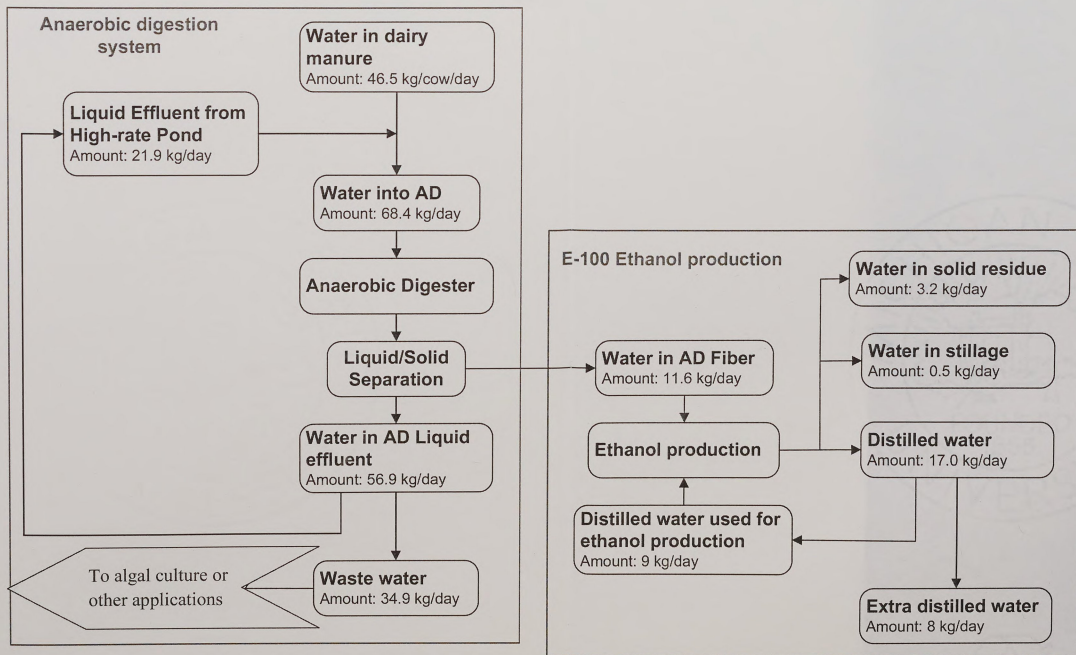 Anaerobic digestion
system
Water in dairy
manure
Amount: 46.5 kg/cow/day
Liquid Effluent from
High-rate Pond
Amount: 21.9 kg/day
Water into AD
Amount: 68.4 kg/day
Anaerobic Digester
Liquid/Solid
Separation
Water in AD Liquid
effluent
Amount: 56.9 kg/day
Waste water
Amount: 34.9 kg/day
To algal culture or
other applications
E-100 Ethanol production
Water in AD Fiber
Amount: 11.6 kg/day
Ethanol production
Distilled water used for
ethanol production
Amount: 9 kg/day
Water in solid residue
Amount: 3.2 kg/day
Water in stillage
Amount: 0.5 kg/day
Distilled water
Amount: 17.0 kg/day
Extra distilled water
Amount: 8 kg/day